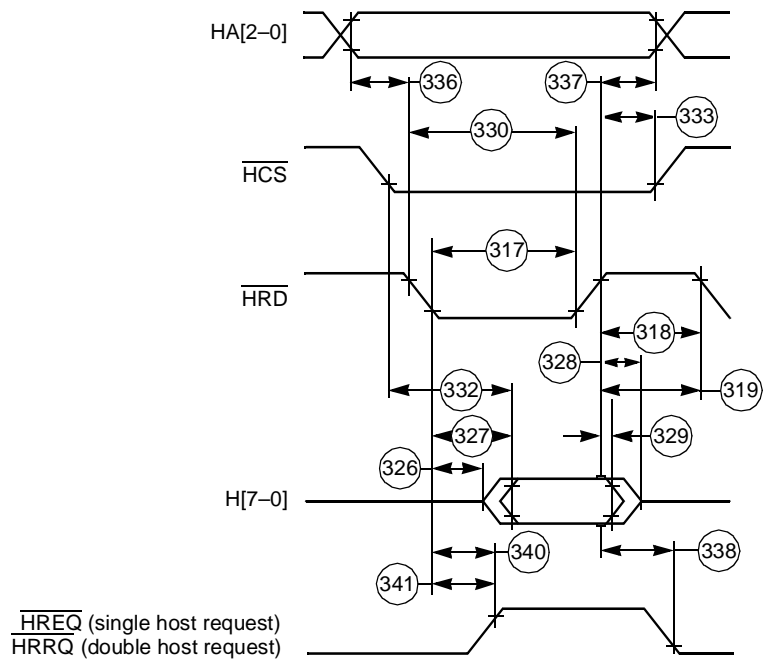 HA[2–0]
336
337
333
330
HCS
317
HRD
318
328
332
319
327
329
326
H[7–0]
340
338
341
HREQ (single host request)
HRRQ (double host request)